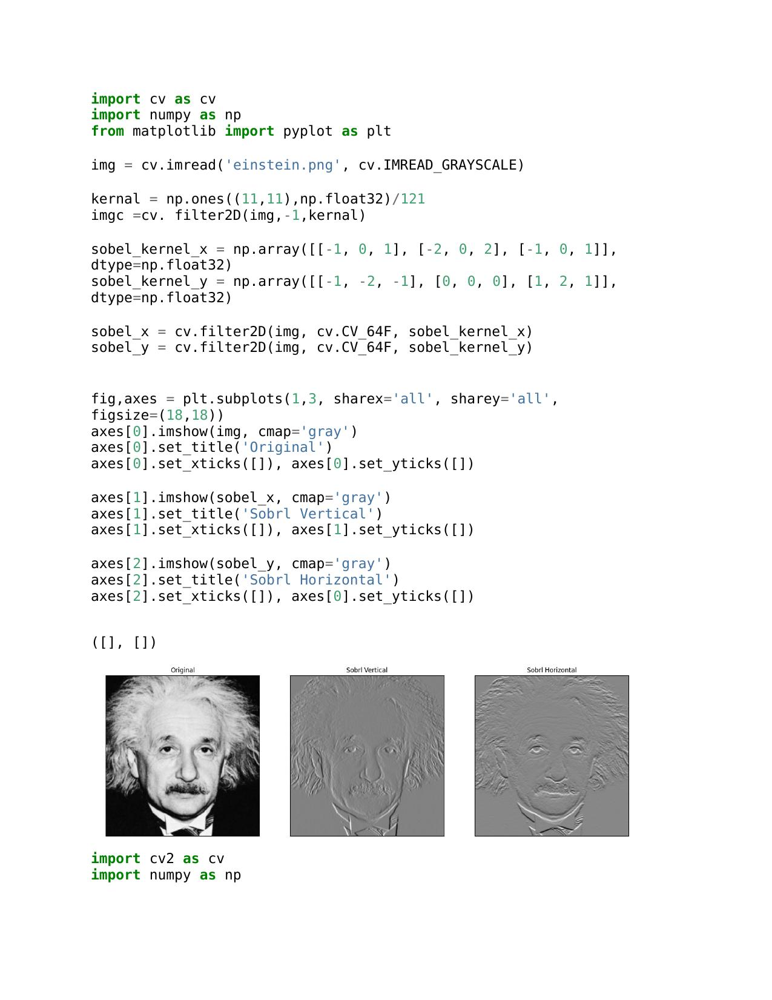 import cv as cv
import numpy as np
from matplotlib import pyplot as plt
img = cv.imread('einstein.png', cv.IMREAD_GRAYSCALE)
kernal = np.ones((11,11),np.float32)/121
imgc =cv. filter2D(img,-1,kernal)
sobel_kernel_x = np.array([[-1, 0, 1], [-2, 0, 2], [-1, 0, 1]],
dtype=np.float32)
sobel_kernel_y = np.array([[-1, -2, -1], [0, 0, 0], [1, 2, 1]],
dtype=np.float32)
sobel_x = cv.filter2D(img, cv.CV_64F, sobel_kernel_x)
sobel_y = cv.filter2D(img, cv.CV_64F, sobel_kernel_y)
fig,axes = plt.subplots(1,3, sharex='all', sharey='all',
figsize=(18,18))
axes[0].imshow(img, cmap='gray')
axes[0].set_title('Original')
axes[0].set_xticks([]), axes[0].set_yticks([])
axes[1].imshow(sobel_x, cmap='gray')
axes[1].set_title('Sobrl Vertical')
axes[1].set_xticks([]), axes[1].set_yticks([])
axes[2].imshow(sobel_y, cmap='gray')
axes[2].set_title('Sobrl Horizontal')
axes[2].set_xticks([]), axes[0].set_yticks([])
([], [])
Original Sobrl Vertical Sobrl Horizontal
import cv2 as cv
import numpy as np